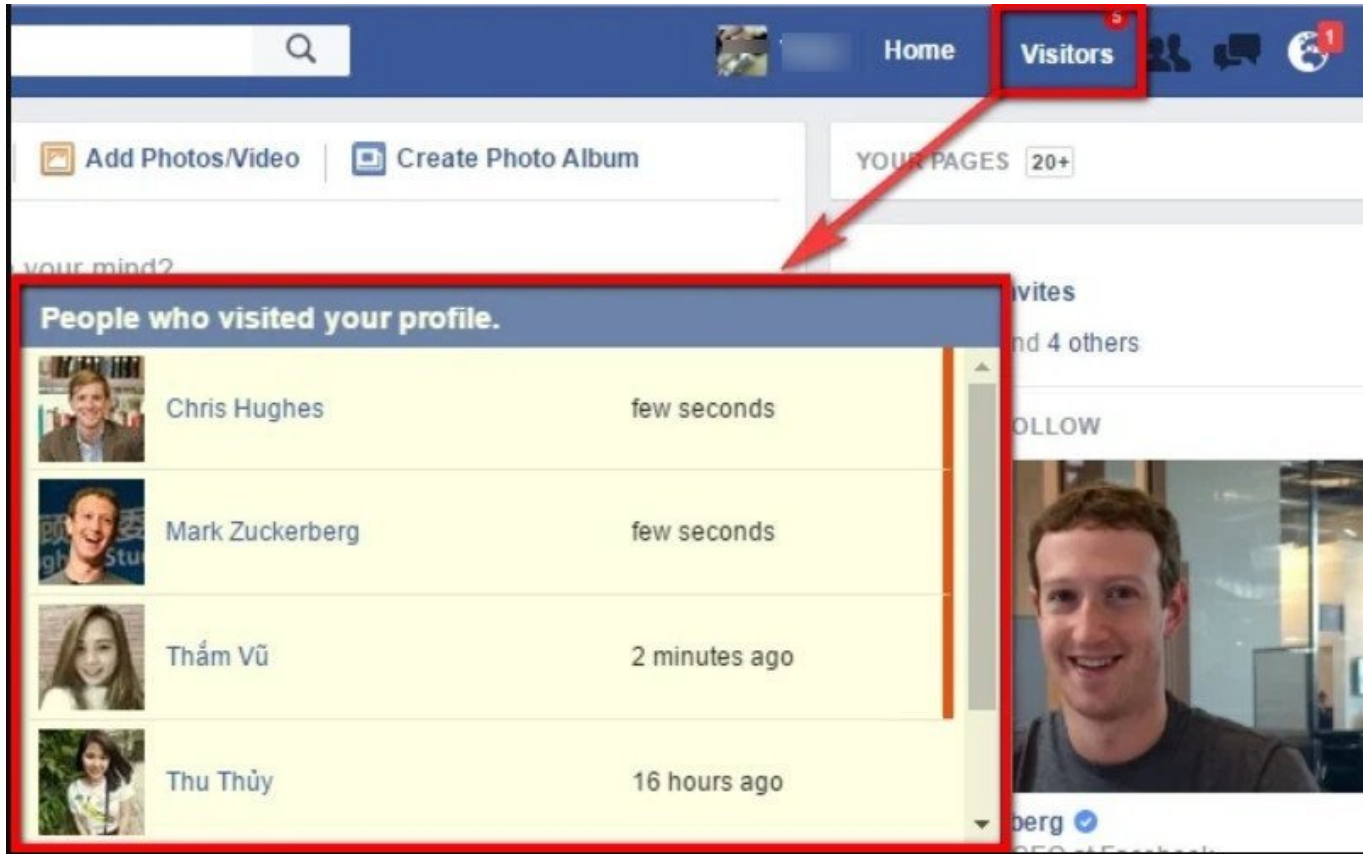 Home
Visitors
5
1
Add Photos/Video
Create Photo Album
YOUR PAGES 20+
your mind?
People who visited your profile.
vites
nd 4 others
Chris Hughes few seconds
OLLOW
Mark Zuckerberg few seconds
Thắm Vũ 2 minutes ago
Thu Thủy 16 hours ago
berg